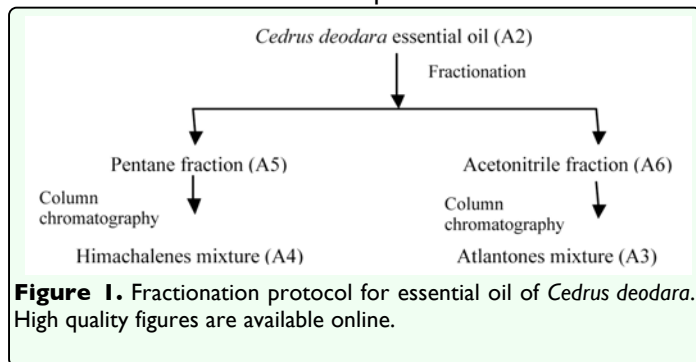 Cedrus deodara essential oil (A2)
Fractionation
Pentane fraction (A5)
Acetonitrile fraction (A6)
Column
chromatography
Column
chromatography
Himachalenes mixture (A4)
Atlantones mixture (A3)
Figure 1. Fractionation protocol for essential oil of Cedrus deodara.
High quality figures are available online.